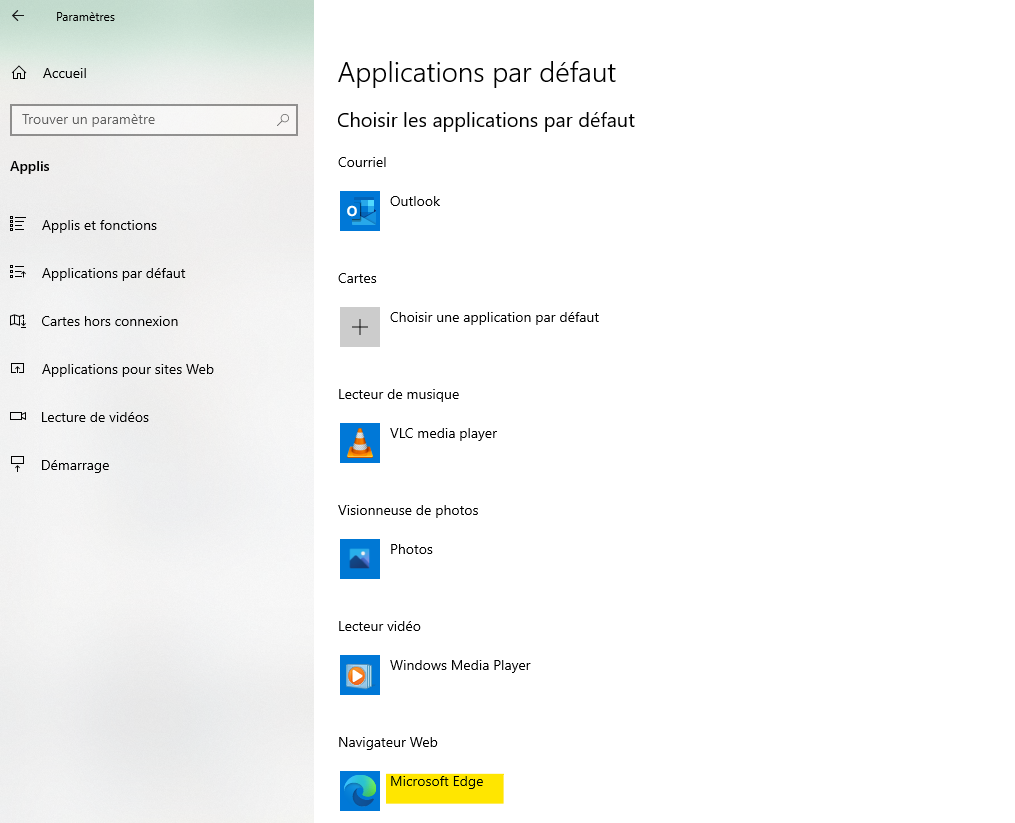 Paramètres
Accueil
Trouver un paramètre
Applis
Applis et fonctions
Applications par défaut
Cartes hors connexion
Applications pour sites Web
Lecture de vidéos
Démarrage
Applications par défaut
Choisir les applications par défaut
Courriel
Outlook
Cartes
Choisir une application par défaut
Lecteur de musique
VLC media player
Visionneuse de photos
Photos
Lecteur vidéo
Windows Media Player
Navigateur Web
Microsoft Edge